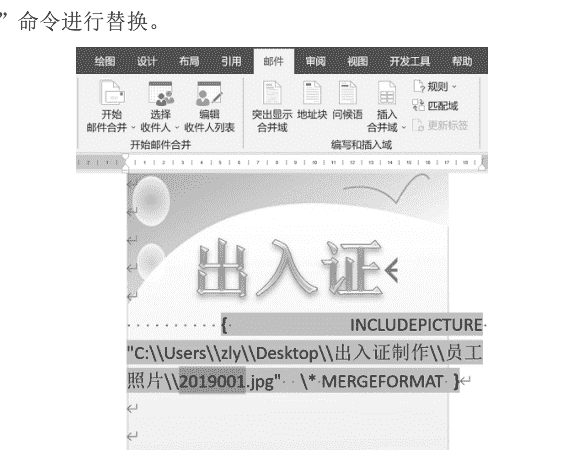 ”命令进行替换。
绘图 设计 布局 引用 邮件 审阅 视图 开发工具 帮助
开始 邮件合并 选择 收件人 编辑 收件人列表 突出显示 合并域 地址块 问候语 插入 合并域 规则 匹配域 更新标签
开始邮件合并 编写和插入域
出入证
{ INCLUDEPICTURE
"C:\\Users\\zly\\Desktop\\出入证制作\\员工
照片\\2019001.jpg" \* MERGEFORMAT }